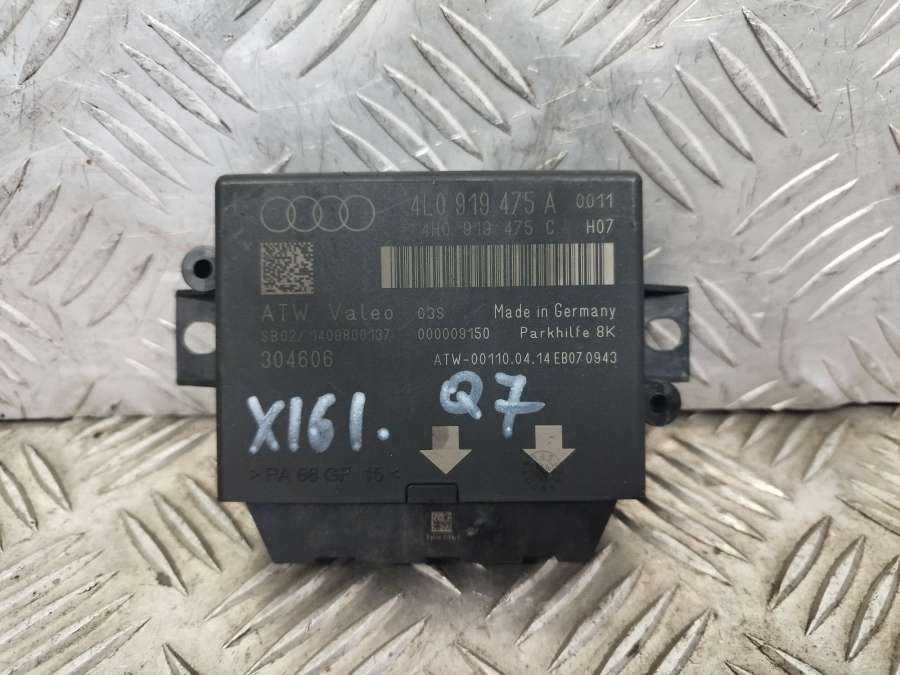 4L0 919 475 A 0011
4H0 919 475 C H07
ATW Valeo 03S Made in Germany
SB02/ 1409800137 000009150 Parkhilfe 8K
304606 ATW-00110.04.14 EB07 0943
X161. Q7
>PA 66 GF 15<